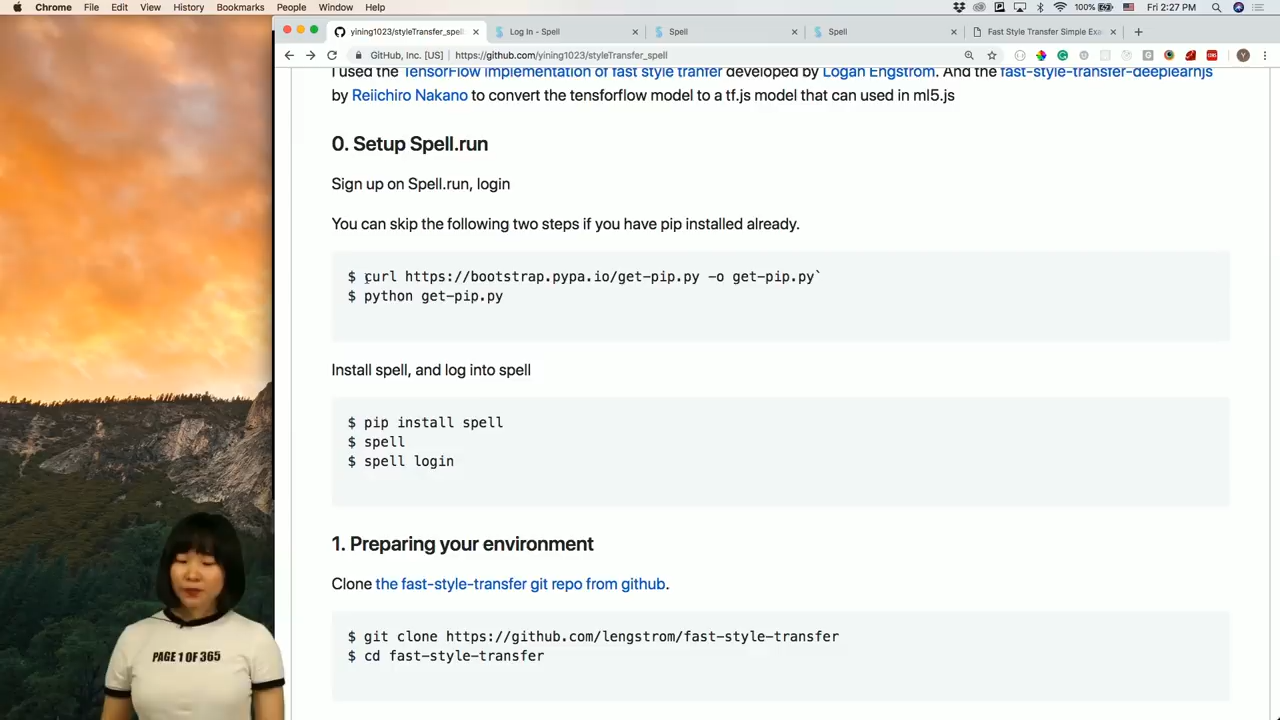 Chrome File Edit View History Bookmarks People Window Help 100% Fri 2:27 PM
yining1023/styleTransfer_spell Log In - Spell Spell Spell Fast Style Transfer Simple Exa
GitHub, Inc. [US] https://github.com/yining1023/styleTransfer_spell
I used the TensorFlow implementation of fast style tranfer developed by Logan Engstrom. And the fast-style-transfer-deeplearnjs
by Reiichiro Nakano to convert the tensforflow model to a tf.js model that can used in ml5.js
0. Setup Spell.run
Sign up on Spell.run, login
You can skip the following two steps if you have pip installed already.
$ curl https://bootstrap.pypa.io/get-pip.py -o get-pip.py`
$ python get-pip.py
Install spell, and log into spell
$ pip install spell
$ spell
$ spell login
1. Preparing your environment
Clone the fast-style-transfer git repo from github.
$ git clone https://github.com/lengstrom/fast-style-transfer
$ cd fast-style-transfer
PAGE 1 OF 365